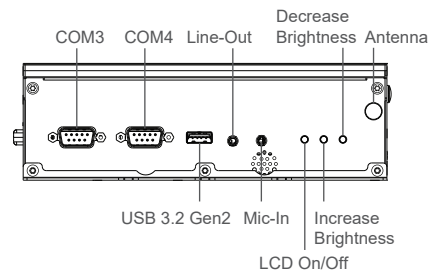 Decrease
COM3 COM4 Line-Out Brightness Antenna
USB 3.2 Gen2 Mic-In Increase
Brightness
LCD On/Off